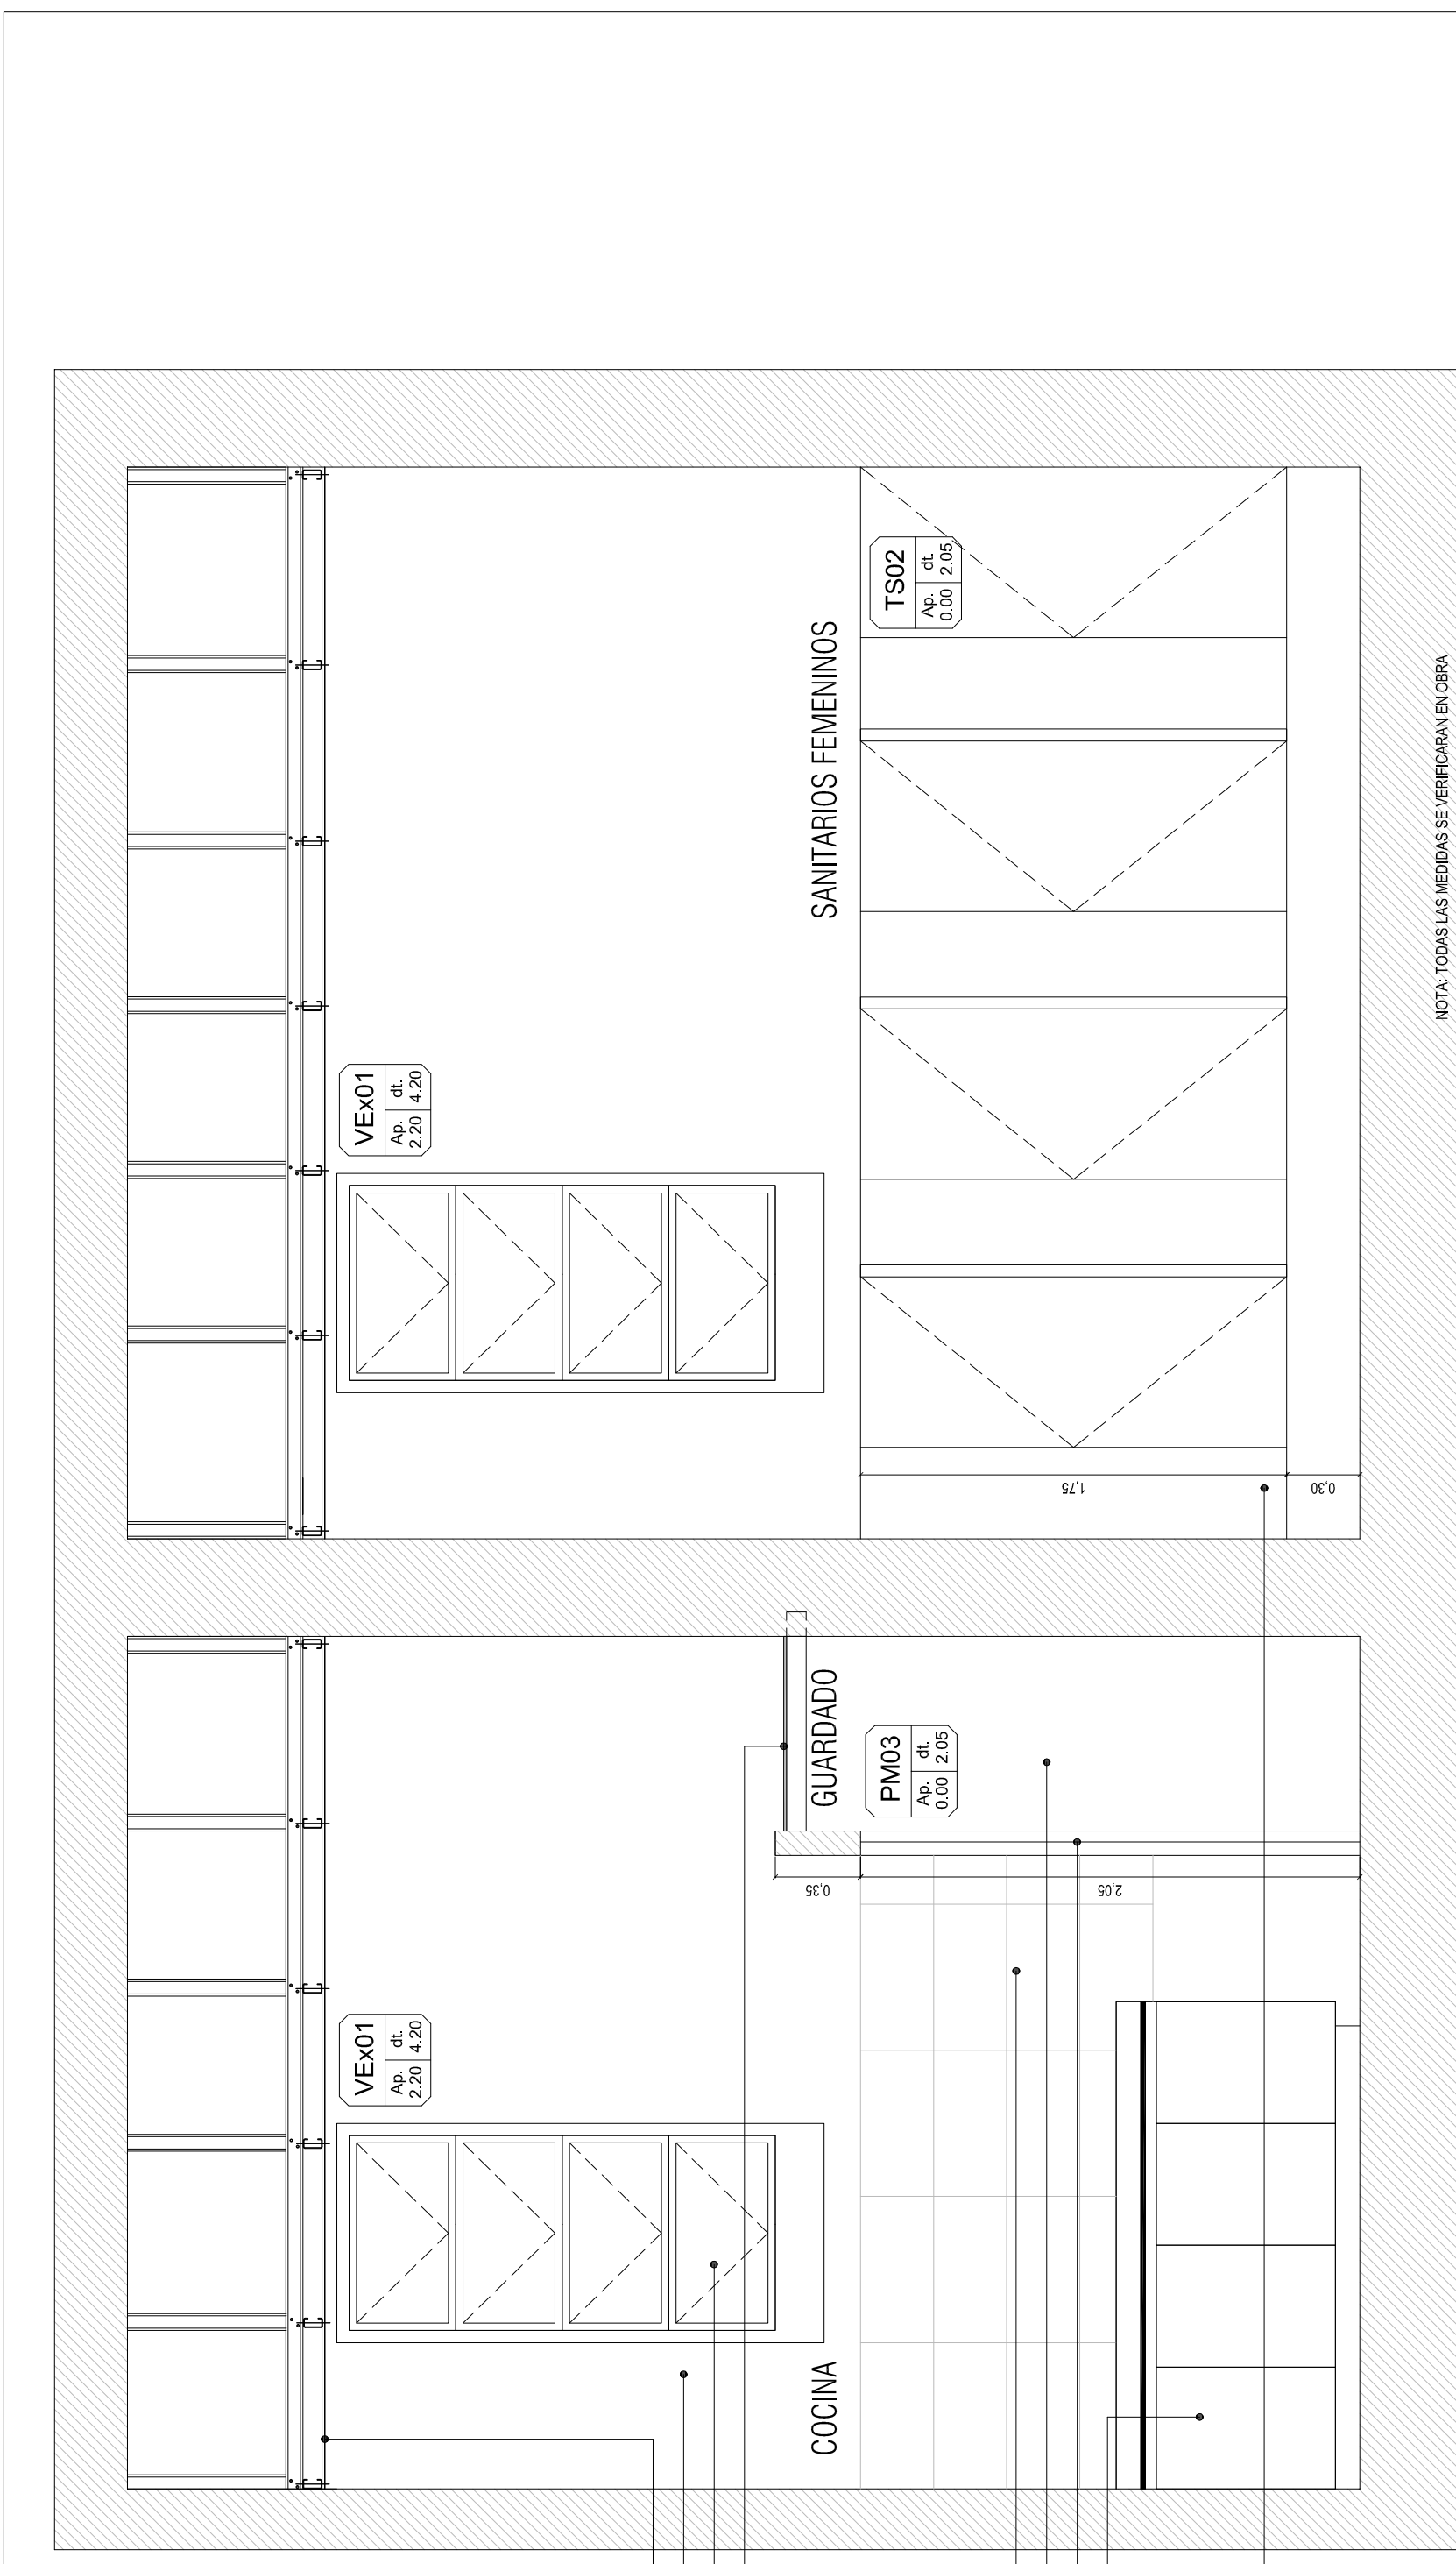 VEx01
Ap. dt.
2.20 4.20
COCINA
VEx01
Ap. dt.
2.20 4.20
GUARDADO
PM03
Ap. dt.
0.00 2.05
0,35
2,05
SANITARIOS FEMENINOS
TS02
Ap. dt.
0.00 2.05
1,75
0,30
NOTA: TODAS LAS MEDIDAS SE VERIFICARAN EN OBRA